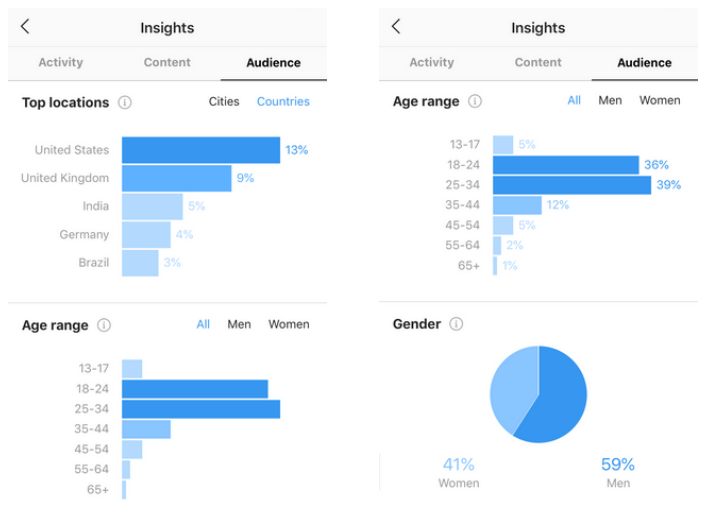 Insights
Activity Content Audience
Top locations Cities Countries
United States 13%
United Kingdom 9%
India 5%
Germany 4%
Brazil 3%
Age range All Men Women
13-17
18-24
25-34
35-44
45-54
55-64
65+
Insights
Activity Content Audience
Age range All Men Women
13-17 5%
18-24 36%
25-34 39%
35-44 12%
45-54 5%
55-64 2%
65+ 1%
Gender
41% 59%
Women Men